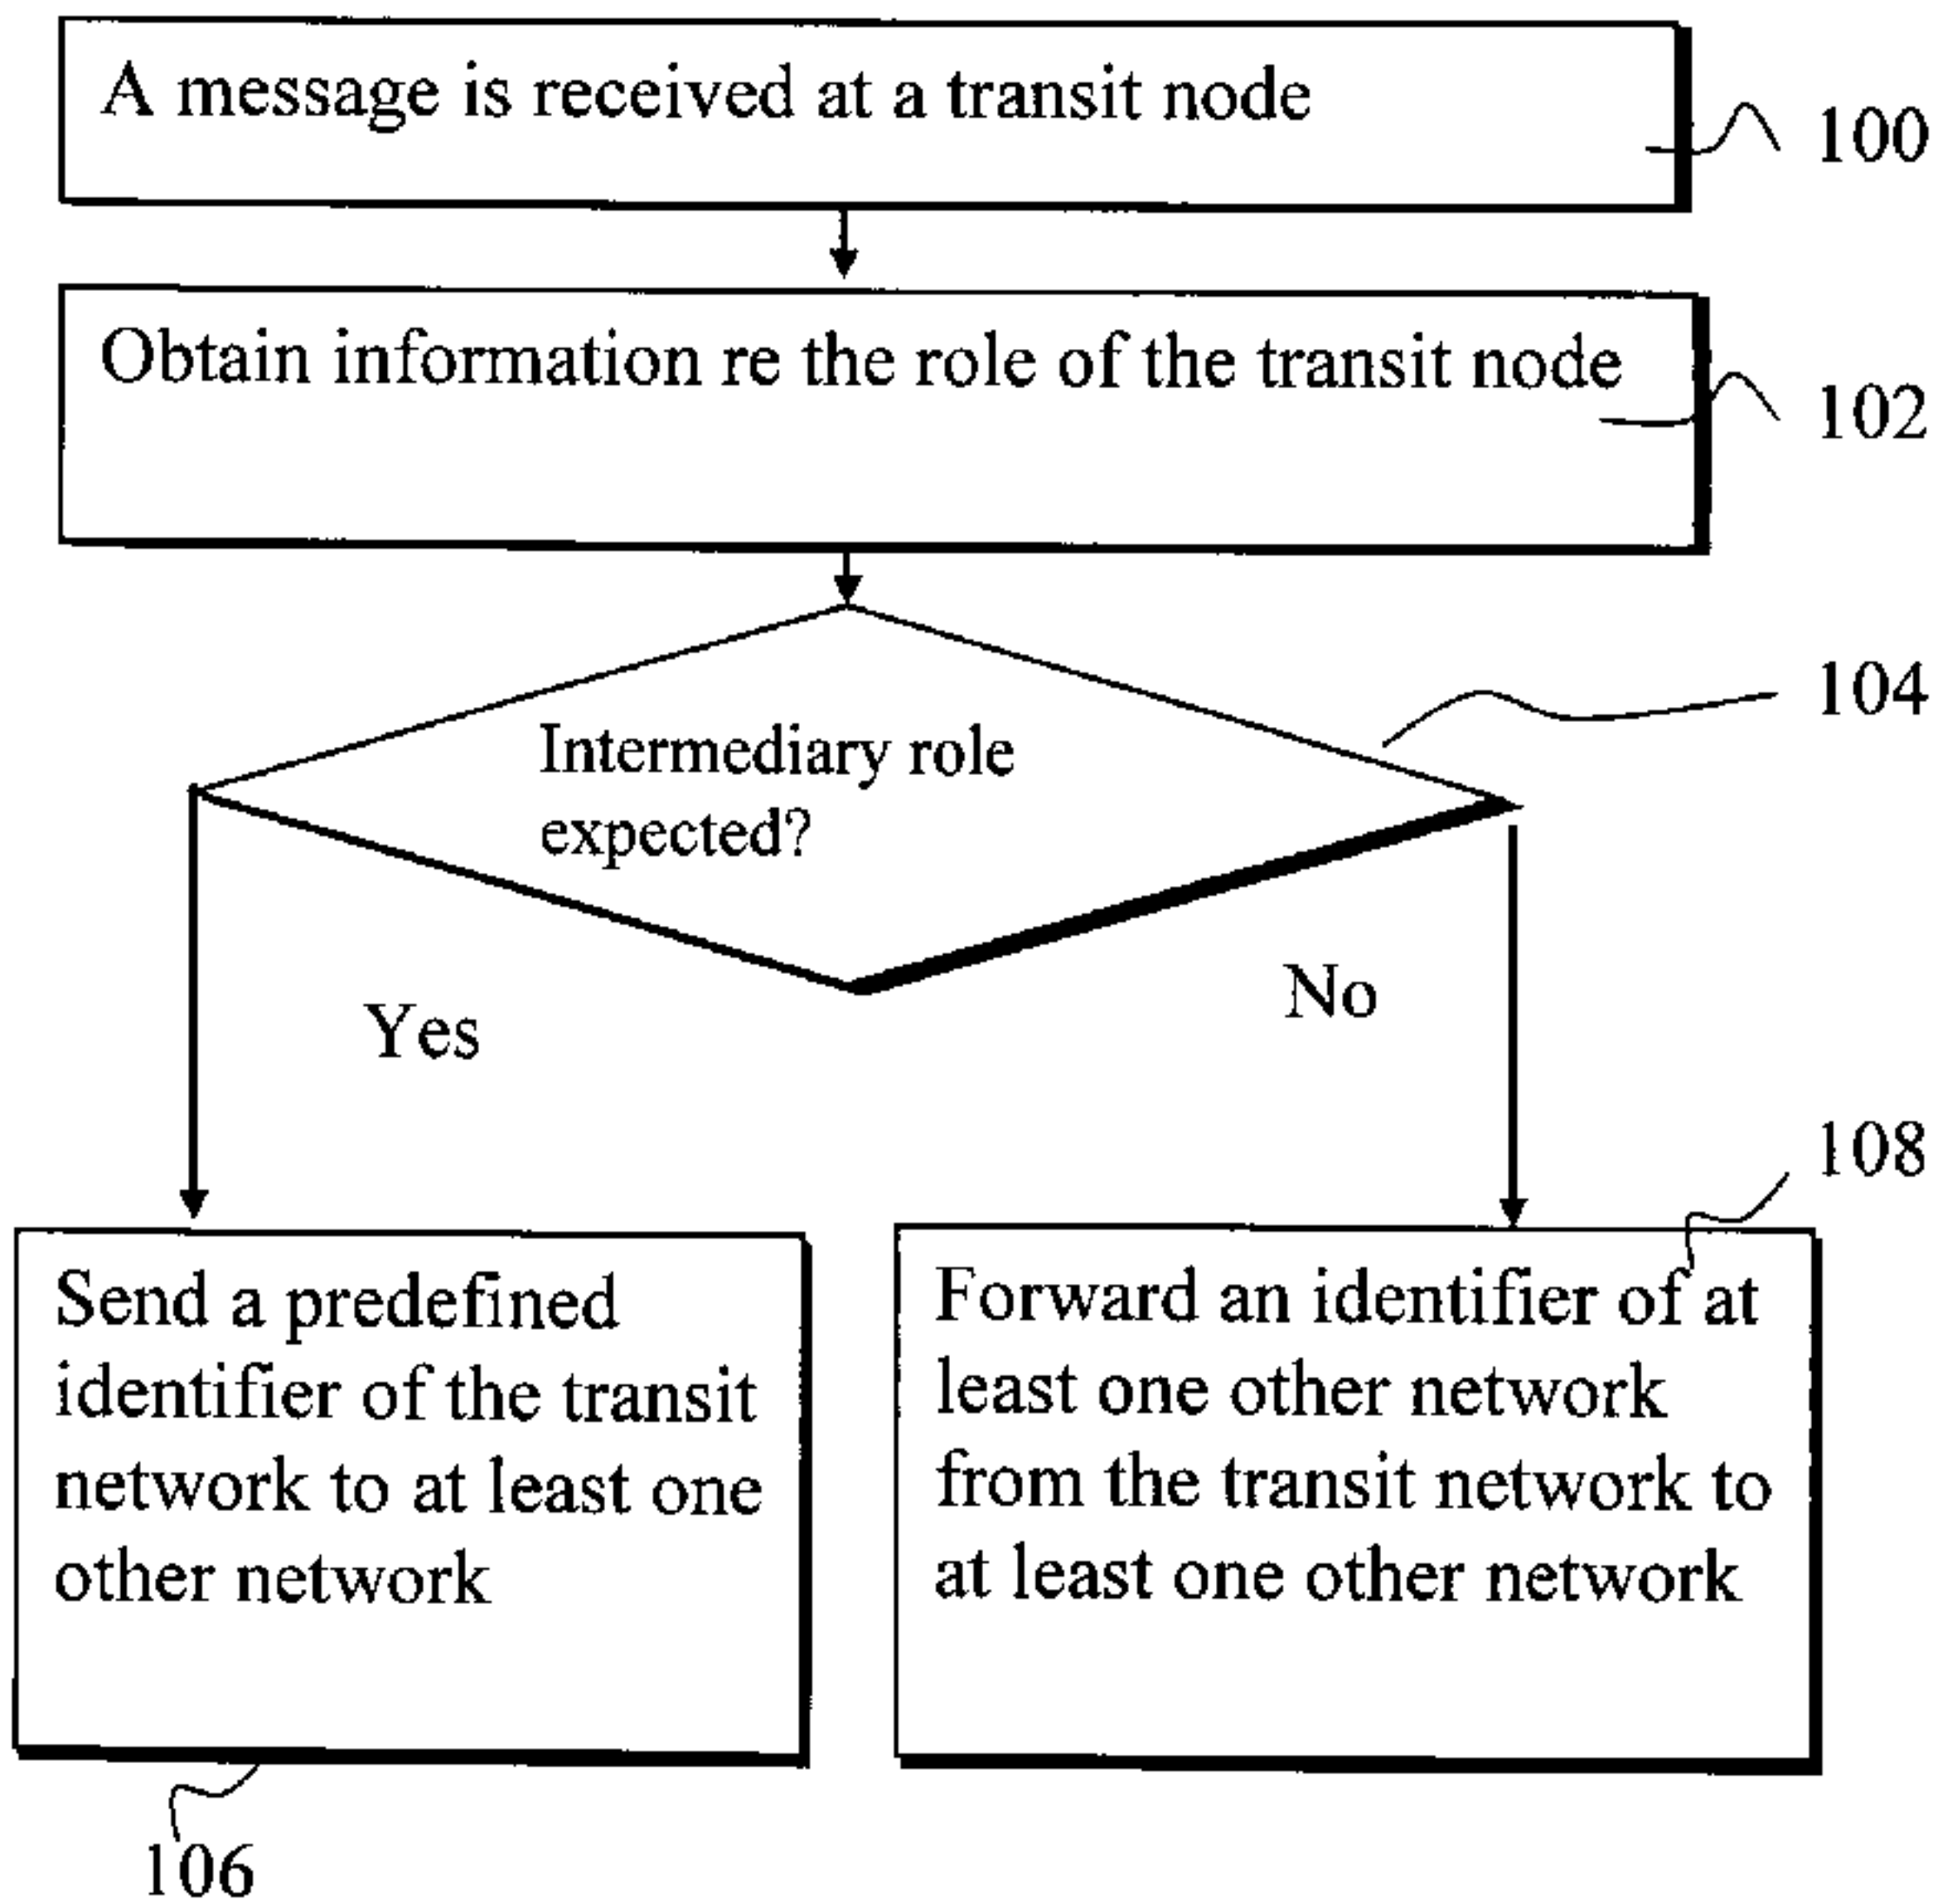 A message is received at a transit node
100
Obtain information re the role of the transit node
102
104
Intermediary role
expected?
Yes
No
108
Send a predefined
identifier of the transit
network to at least one
other network
Forward an identifier of at
least one other network
from the transit network to
at least one other network
106